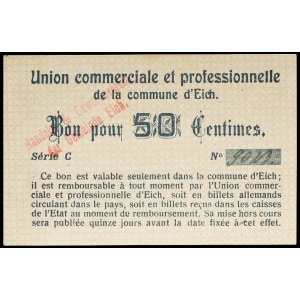 Union commerciale et professionnelle
de la commune d'Eich.
Bon pour 50 Centimes.
Série C
No
Ce bon est valable seulement dans la commune d'Eich;
il est remboursable à tout moment par l'Union commer-
ciale et professionnelle d'Eich, soit en billets allemands
circulant dans le pays, soit en billets reçus dans les caisses
de l'Etat au moment du remboursement. Sa mise hors cours
sera publiée quinze jours avant la date fixée à cet effet.